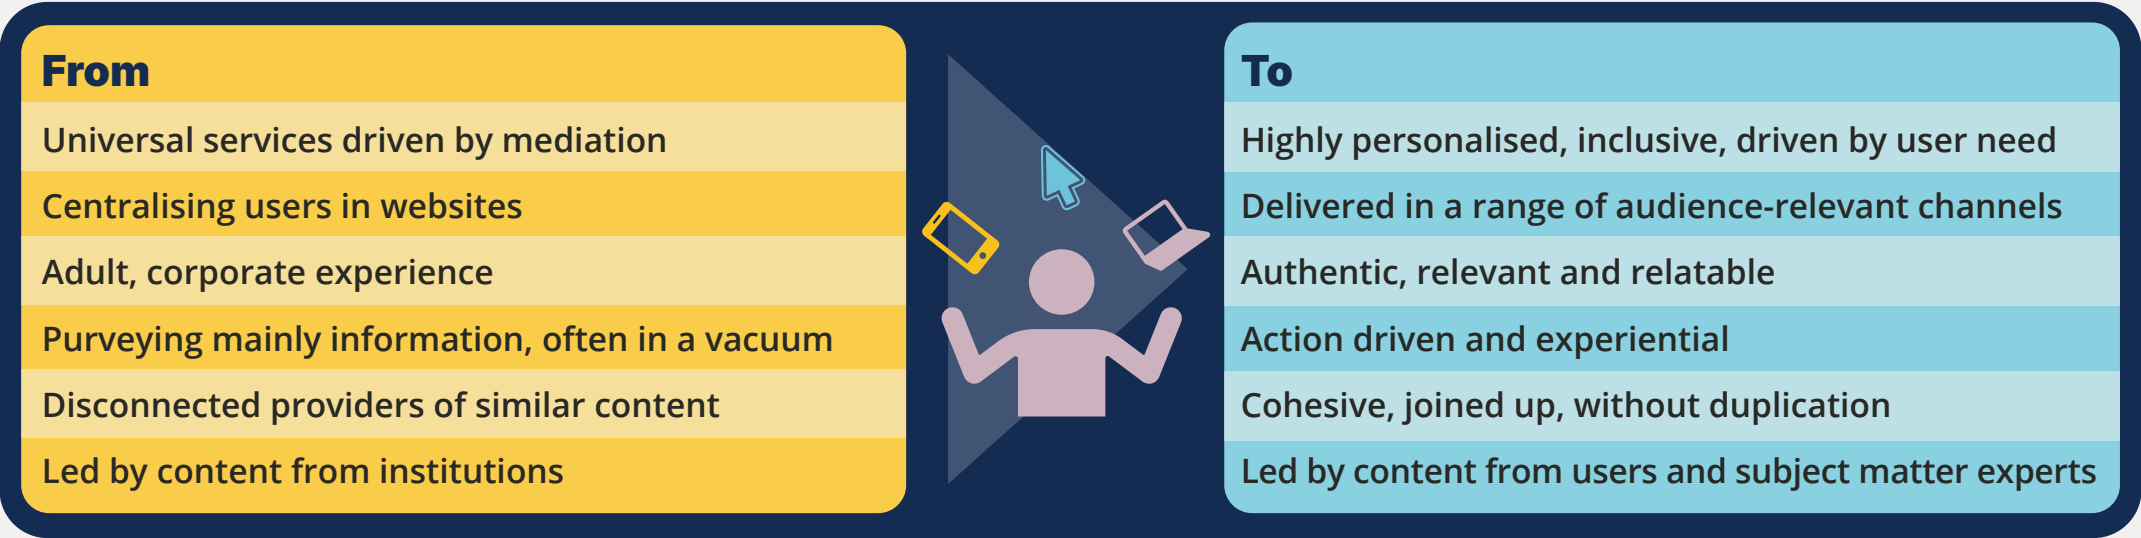 From
Universal services driven by mediation
Centralising users in websites
Adult, corporate experience
Purveying mainly information, often in a vacuum
Disconnected providers of similar content
Led by content from institutions
To
Highly personalised, inclusive, driven by user need
Delivered in a range of audience-relevant channels
Authentic, relevant and relatable
Action driven and experiential
Cohesive, joined up, without duplication
Led by content from users and subject matter experts